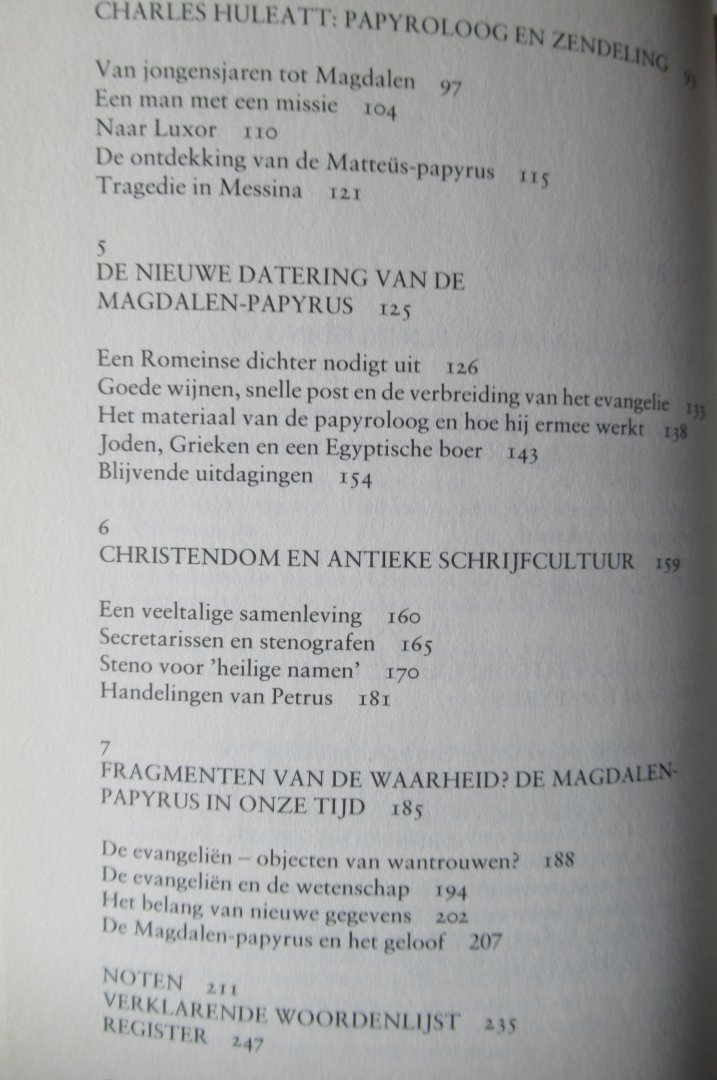 CHARLES HULEATT: PAPYROLOOG EN ZENDELING 93
Van jongensjaren tot Magdalen 97
Een man met een missie 104
Naar Luxor 110
De ontdekking van de Matteüs-papyrus 115
Tragedie in Messina 121
5
DE NIEUWE DATERING VAN DE
MAGDALEN-PAPYRUS 125
Een Romeinse dichter nodigt uit 126
Goede wijnen, snelle post en de verbreiding van het evangelie 133
Het materiaal van de papyroloog en hoe hij ermee werkt 138
Joden, Grieken en een Egyptische boer 143
Blijvende uitdagingen 154
6
CHRISTENDOM EN ANTIEKE SCHRIJFCULTUUR 159
Een veeltalige samenleving 160
Secretarissen en stenografen 165
Steno voor 'heilige namen' 170
Handelingen van Petrus 181
7
FRAGMENTEN VAN DE WAARHEID? DE MAGDALEN-
PAPYRUS IN ONZE TIJD 185
De evangeliën – objecten van wantrouwen? 188
De evangeliën en de wetenschap 194
Het belang van nieuwe gegevens 202
De Magdalen-papyrus en het geloof 207
NOTEN 211
VERKLARENDE WOORDENLIJST 235
REGISTER 247